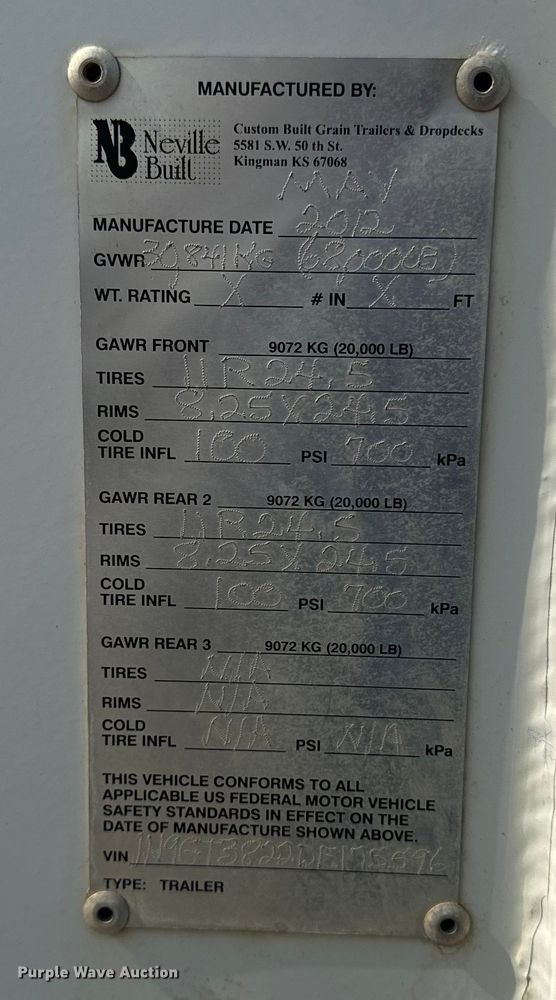 MANUFACTURED BY:
NB Neville Built
Custom Built Grain Trailers & Dropdecks
5581 S.W. 50 th St.
Kingman KS 67068
MAY
MANUFACTURE DATE 2012
GVWR 30,841KG (68,000LB)
WT. RATING X # IN X FT
GAWR FRONT 9072 KG (20,000 LB)
TIRES 11R24.5
RIMS 8.25X24.5
COLD
TIRE INFL 100 PSI 700 kPa
GAWR REAR 2 9072 KG (20,000 LB)
TIRES 11R24.5
RIMS 8.25X24.5
COLD
TIRE INFL 100 PSI 700 kPa
GAWR REAR 3 9072 KG (20,000 LB)
TIRES N/A
RIMS N/A
COLD
TIRE INFL N/A PSI N/A kPa
THIS VEHICLE CONFORMS TO ALL
APPLICABLE US FEDERAL MOTOR VEHICLE
SAFETY STANDARDS IN EFFECT ON THE
DATE OF MANUFACTURE SHOWN ABOVE.
VIN
TYPE: TRAILER
Purple Wave Auction